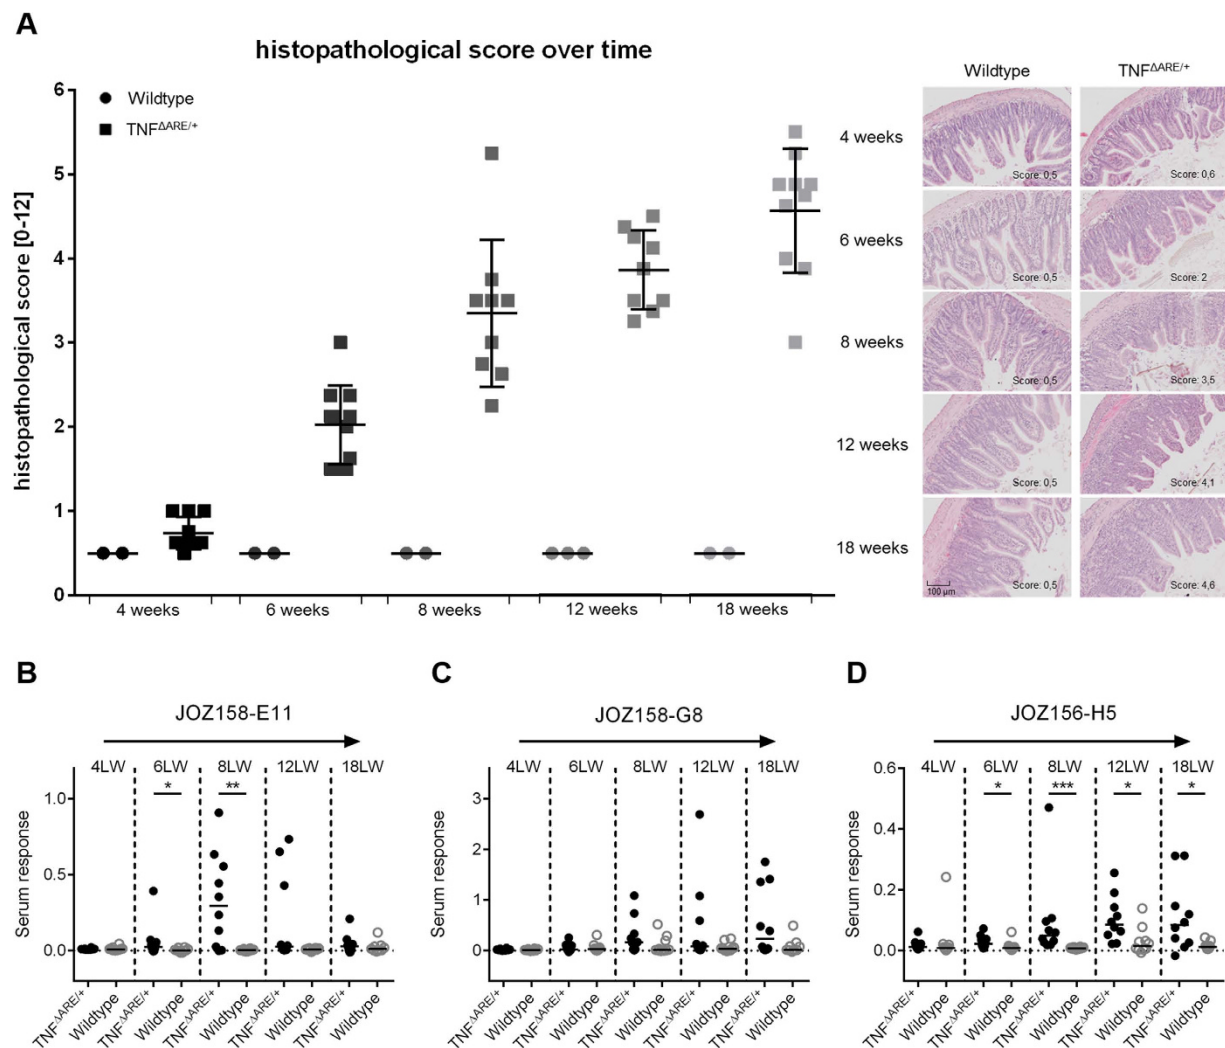 A
histopathological score over time
Wildtype
TNF^ΔARE/+
histopathological score [0-12]
6
5
4
3
2
1
0
4 weeks
6 weeks
8 weeks
12 weeks
18 weeks
Wildtype
TNF^ΔARE/+
4 weeks
Score: 0,5
Score: 0,6
6 weeks
Score: 0,5
Score: 2
8 weeks
Score: 0,5
Score: 3,5
12 weeks
Score: 0,5
Score: 4,1
18 weeks
Score: 0,5
Score: 4,6
100 µm
B
JOZ158-E11
4LW
6LW
8LW
12LW
18LW
*
**
Serum response
1.0
0.5
0.0
TNF^ΔARE/+
Wildtype
TNF^ΔARE/+
Wildtype
TNF^ΔARE/+
Wildtype
TNF^ΔARE/+
Wildtype
TNF^ΔARE/+
Wildtype
C
JOZ158-G8
4LW
6LW
8LW
12LW
18LW
Serum response
3
2
1
0
TNF^ΔARE/+
Wildtype
TNF^ΔARE/+
Wildtype
TNF^ΔARE/+
Wildtype
TNF^ΔARE/+
Wildtype
TNF^ΔARE/+
Wildtype
D
JOZ156-H5
4LW
6LW
8LW
12LW
18LW
*
***
*
*
Serum response
0.6
0.4
0.2
0.0
TNF^ΔARE/+
Wildtype
TNF^ΔARE/+
Wildtype
TNF^ΔARE/+
Wildtype
TNF^ΔARE/+
Wildtype
TNF^ΔARE/+
Wildtype